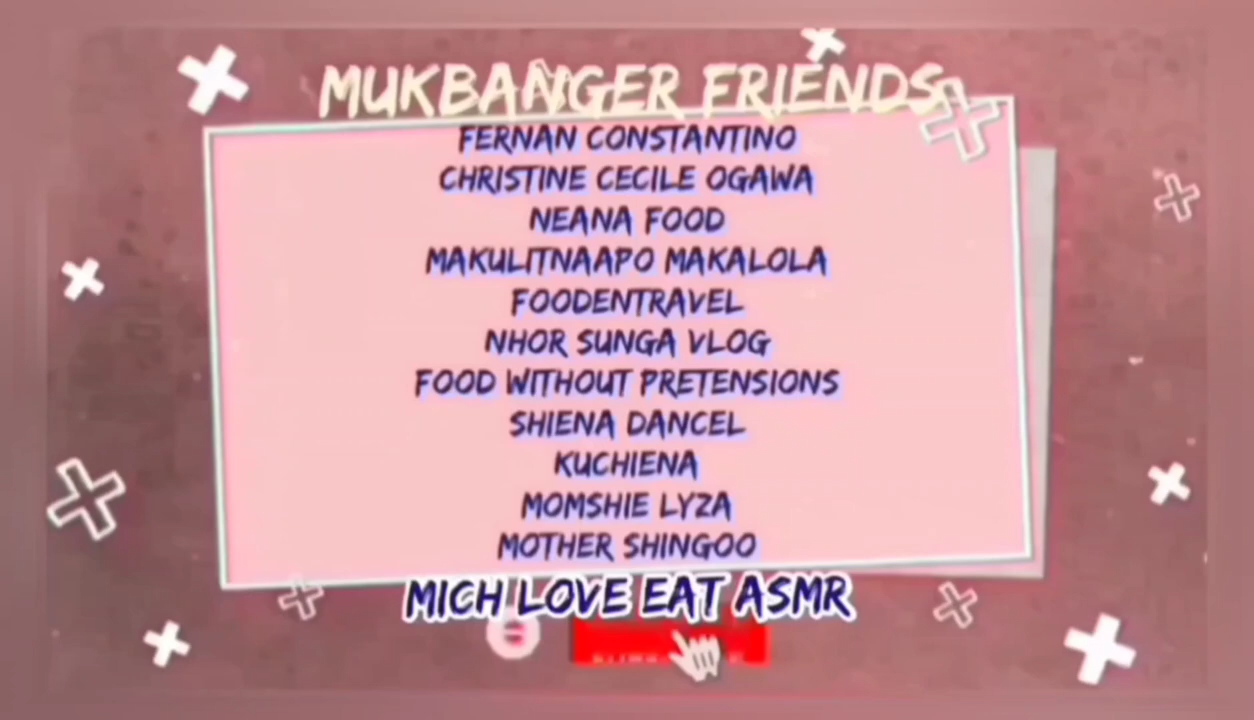 MUKBANGER FRIENDS
FERNAN CONSTANTINO
CHRISTINE CECILE OGAWA
NEANA FOOD
MAKULITNAAPO MAKALOLA
FOODENTRAVEL
NHOR SUNGA VLOG
FOOD WITHOUT PRETENSIONS
SHIENA DANCEL
KUCHIENA
MOMSHIE LYZA
MOTHER SHINGOO
MICH LOVE EAT ASMR